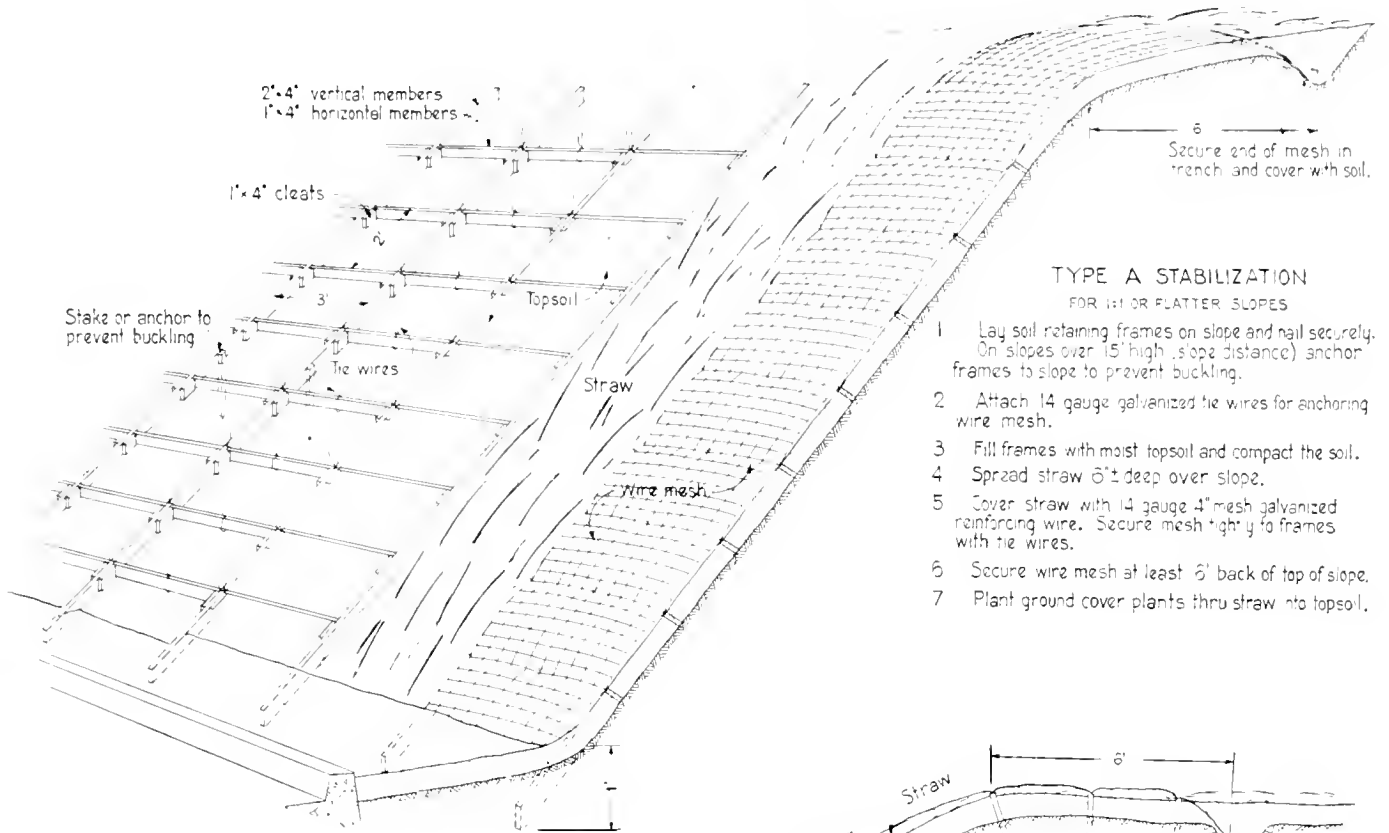 2"x4" vertical members
1"x4" horizontal members
1"x4" cleats
2'
3'
Topsoil
Stake or anchor to
prevent buckling
Tie wires
Straw
Wire mesh
6
Secure end of mesh in
trench and cover with soil.
TYPE A STABILIZATION
FOR 1:1 OR FLATTER SLOPES
1 Lay soil retaining frames on slope and nail securely.
On slopes over 15' high (slope distance) anchor
frames to slope to prevent buckling.
2 Attach 14 gauge galvanized tie wires for anchoring
wire mesh.
3 Fill frames with moist topsoil and compact the soil.
4 Spread straw 6"± deep over slope.
5 Cover straw with 14 gauge 4" mesh galvanized
reinforcing wire. Secure mesh tightly to frames
with tie wires.
6 Secure wire mesh at least 6' back of top of slope.
7 Plant ground cover plants thru straw into topsoil.
6'
Straw